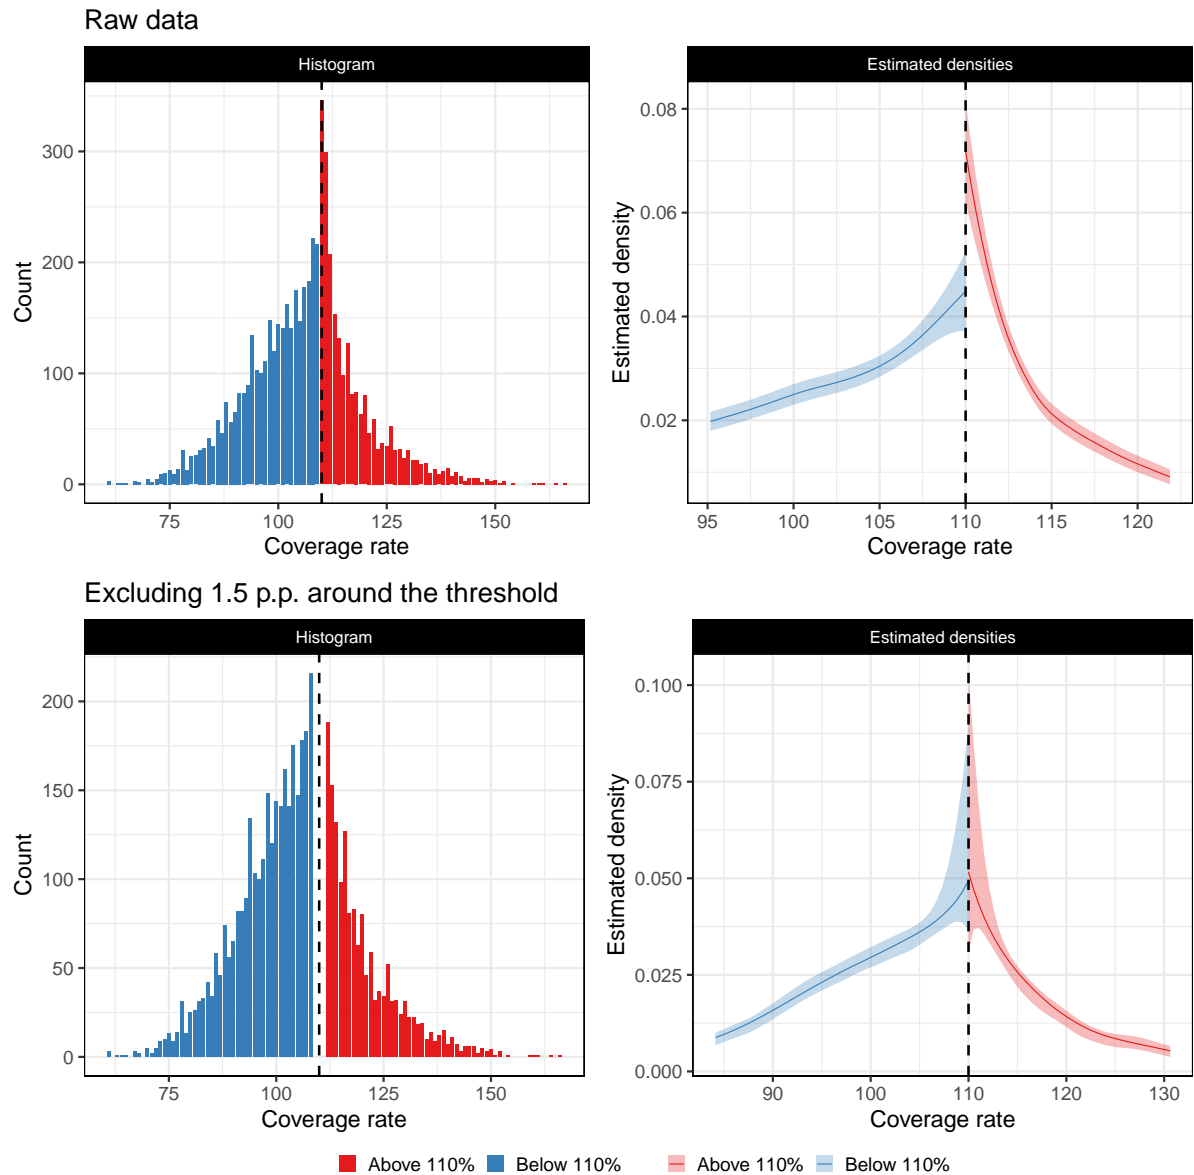 Raw data
Histogram
Estimated densities
Count
0
100
200
300
75
100
125
150
Coverage rate
Estimated density
0.02
0.04
0.06
0.08
95
100
105
110
115
120
Coverage rate
Excluding 1.5 p.p. around the threshold
Histogram
Estimated densities
Count
0
50
100
150
200
75
100
125
150
Coverage rate
Estimated density
0.000
0.025
0.050
0.075
0.100
90
100
110
120
130
Coverage rate
Above 110% Below 110% Above 110% Below 110%